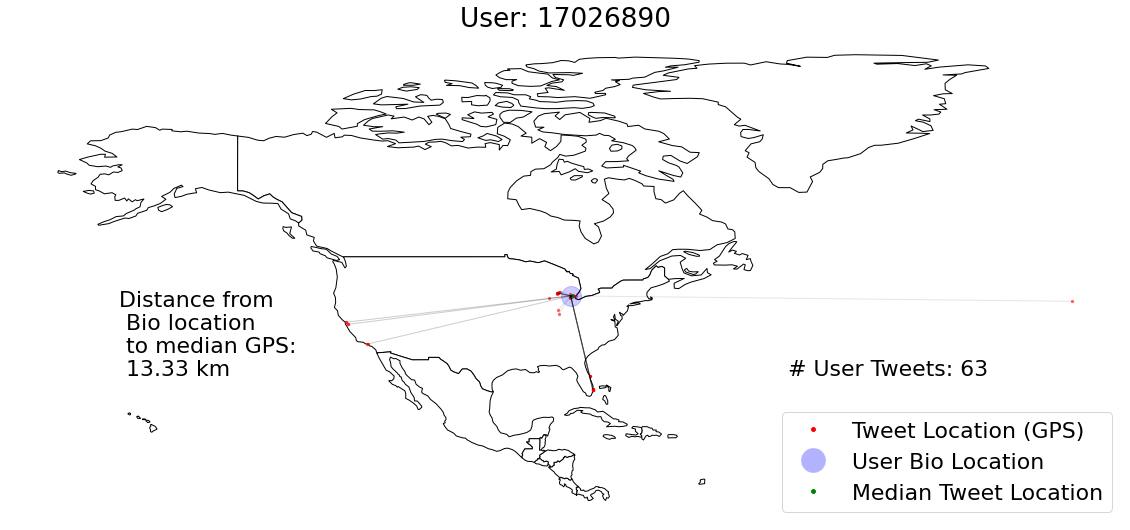 User: 17026890
Distance from
Bio location
to median GPS:
13.33 km
# User Tweets: 63
Tweet Location (GPS)
User Bio Location
Median Tweet Location